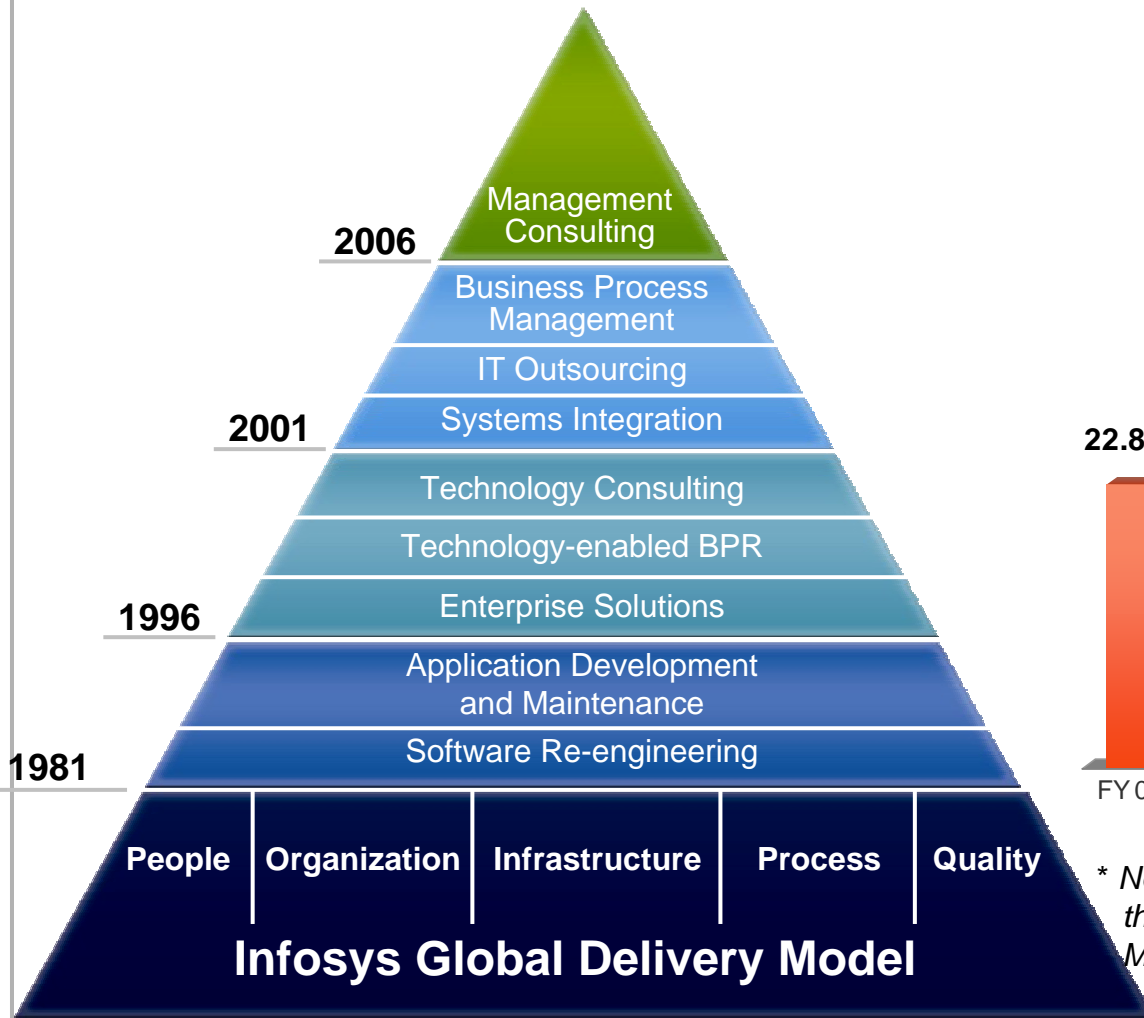 Management
Consulting
2006
Business Process
Management
IT Outsourcing
Systems Integration
2001
22.8
Technology Consulting
Technology-enabled BPR
Enterprise Solutions
1996
Application Development
and Maintenance
Software Re-engineering
1981
FY
People Organization Infrastructure Process Quality
*
Infosys Global Delivery Model